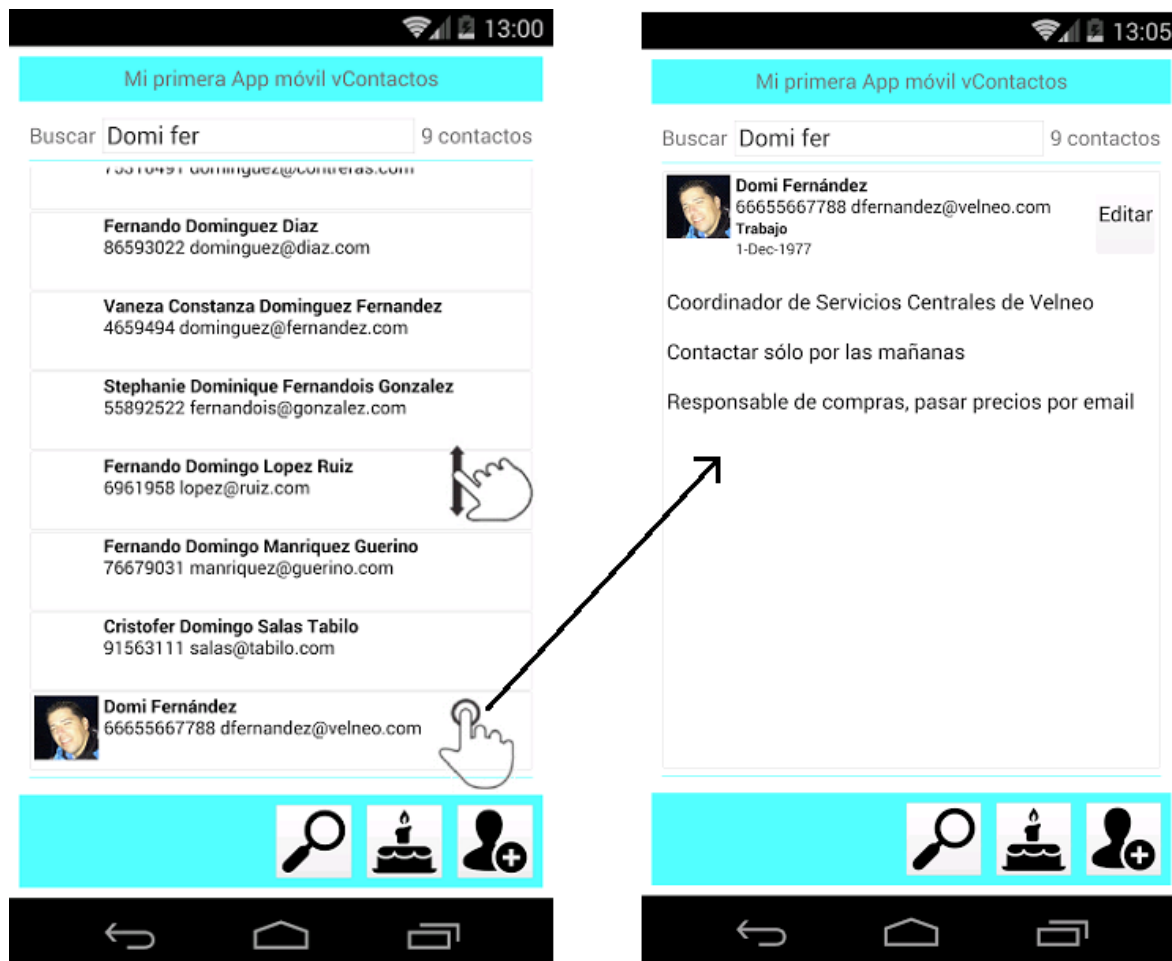 13:00
Mi primera App móvil vContactos
Buscar Domi fer 9 contactos
75316491 dominguez@contreras.com
Fernando Dominguez Diaz
86593022 dominguez@diaz.com
Vaneza Constanza Dominguez Fernandez
4659494 dominguez@fernandez.com
Stephanie Dominique Fernandois Gonzalez
55892522 fernandois@gonzalez.com
Fernando Domingo Lopez Ruiz
6961958 lopez@ruiz.com
Fernando Domingo Manriquez Guerino
76679031 manriquez@guerino.com
Cristofer Domingo Salas Tabilo
91563111 salas@tabilo.com
Domi Fernández
66655667788 dfernandez@velneo.com
13:05
Mi primera App móvil vContactos
Buscar Domi fer 9 contactos
Domi Fernández
66655667788 dfernandez@velneo.com
Editar
Trabajo
1-Dec-1977
Coordinador de Servicios Centrales de Velneo
Contactar sólo por las mañanas
Responsable de compras, pasar precios por email